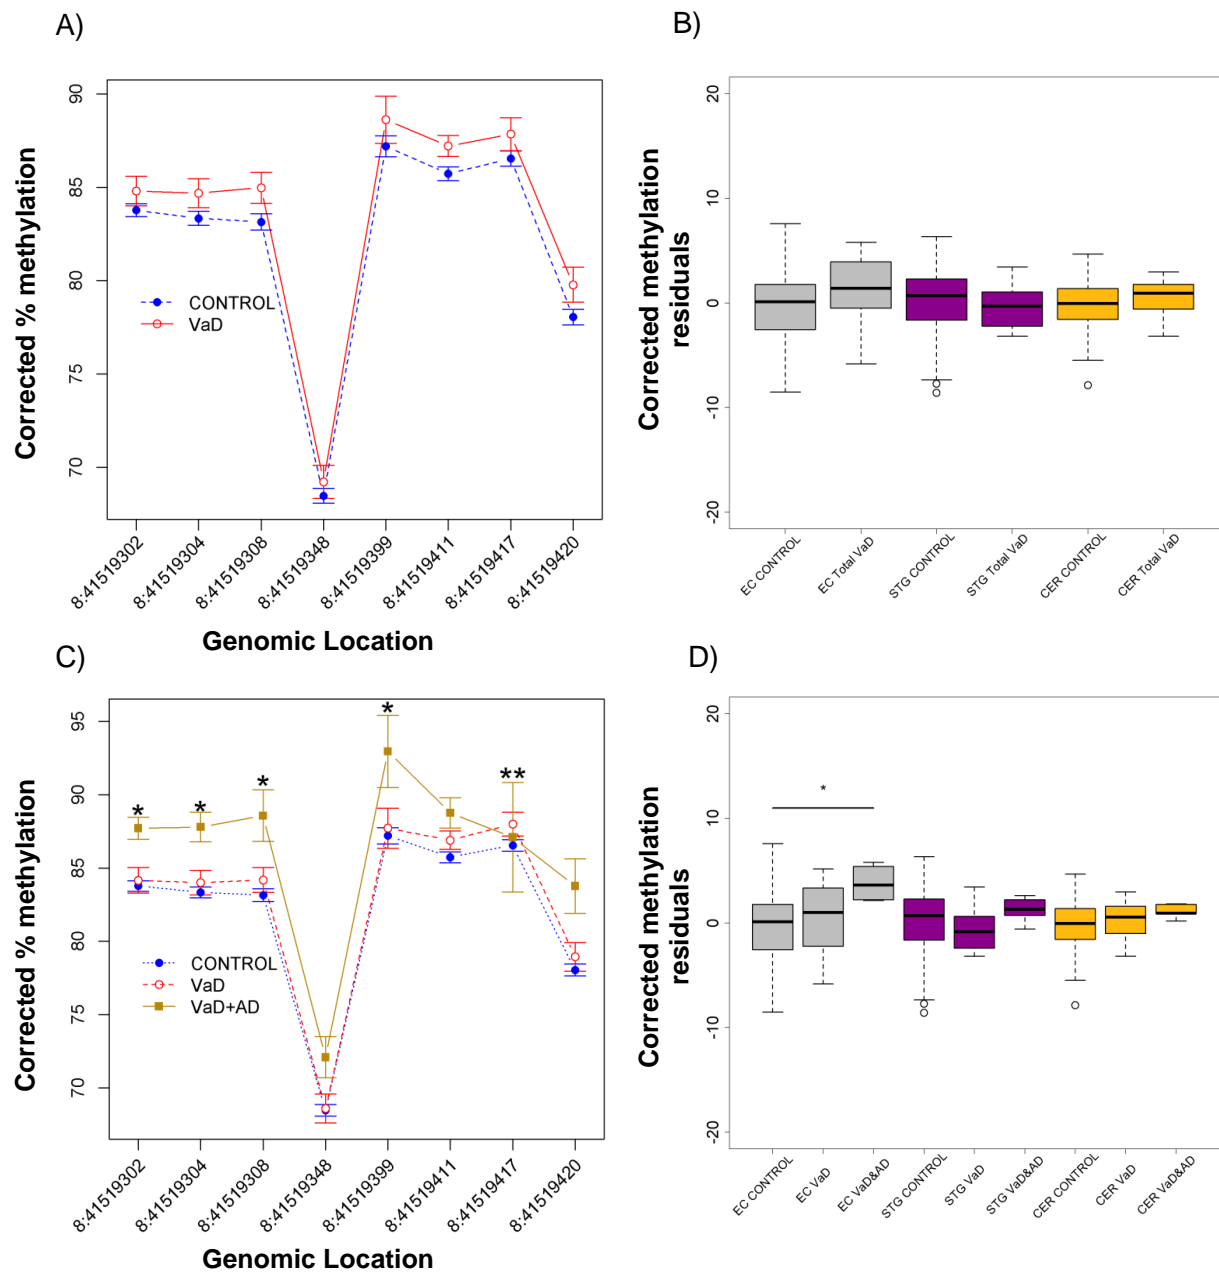 A)
Corrected % methylation
90
85
80
75
70
CONTROL
VaD
8:41519302
8:41519304
8:41519308
8:41519348
8:41519399
8:41519411
8:41519417
8:41519420
Genomic Location
B)
Corrected methylation
residuals
20
10
0
-10
-20
EC CONTROL
EC Total VaD
STG CONTROL
STG Total VaD
CER CONTROL
CER Total VaD
C)
Corrected % methylation
95
90
85
80
75
70
*
*
*
*
**
CONTROL
VaD
VaD+AD
8:41519302
8:41519304
8:41519308
8:41519348
8:41519399
8:41519411
8:41519417
8:41519420
Genomic Location
D)
Corrected methylation
residuals
20
10
0
-10
-20
*
EC CONTROL
EC VaD
EC VaD&AD
STG CONTROL
STG VaD
STG VaD&AD
CER CONTROL
CER VaD
CER VaD&AD